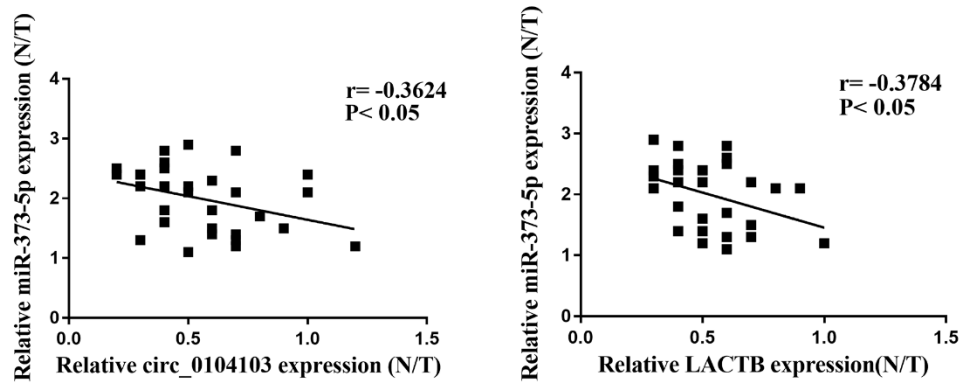 Relative miR-373-5p expression (N/T)
r= -0.3624
P< 0.05
4
3
2
1
0
0.0 0.5 1.0 1.5
Relative circ_0104103 expression (N/T)
Relative miR-373-5p expression (N/T)
r= -0.3784
P< 0.05
4
3
2
1
0
0.0 0.5 1.0 1.5
Relative LACTB expression(N/T)